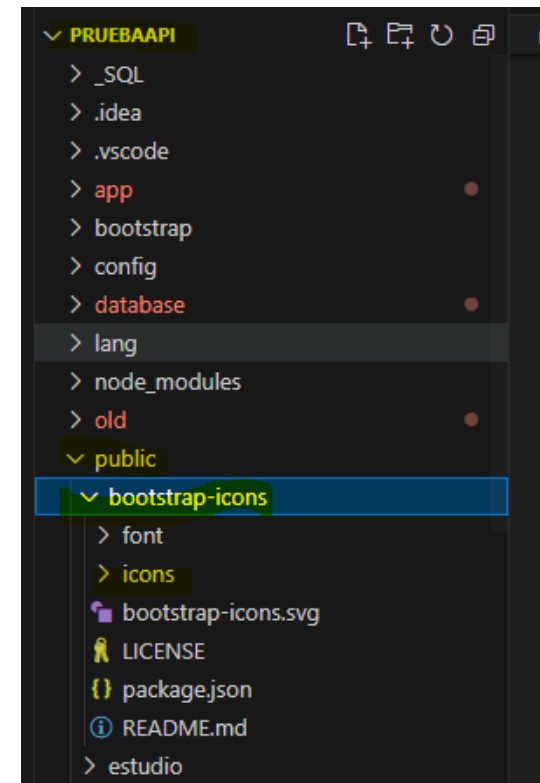 PRUEBAAPI
_SQL
.idea
.vscode
app
bootstrap
config
database
lang
node_modules
old
public
bootstrap-icons
font
icons
bootstrap-icons.svg
LICENSE
{} package.json
README.md
estudio